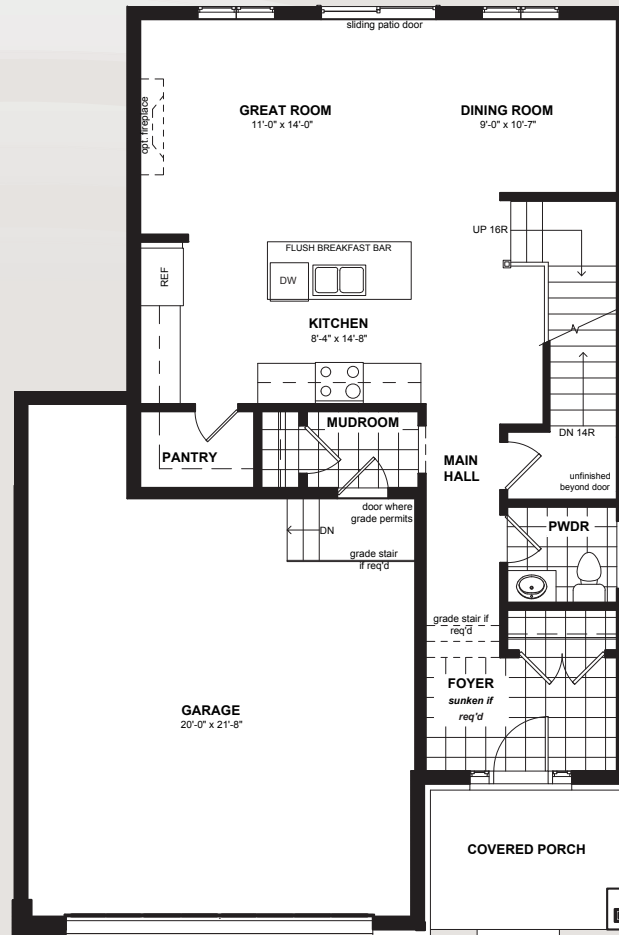 sliding patio door
GREAT ROOM
11'-0" x 14'-0"
DINING ROOM
9'-0" x 10'-7"
opt. fireplace
UP 16R
FLUSH BREAKFAST BAR
REF
DW
KITCHEN
8'-4" x 14'-8"
MUDROOM
DN 14R
PANTRY
MAIN
HALL
unfinished
beyond door
door where
grade permits
PWDR
DN
grade stair
if req'd
grade stair if
req'd
FOYER
sunken if
req'd
GARAGE
20'-0" x 21'-8"
COVERED PORCH